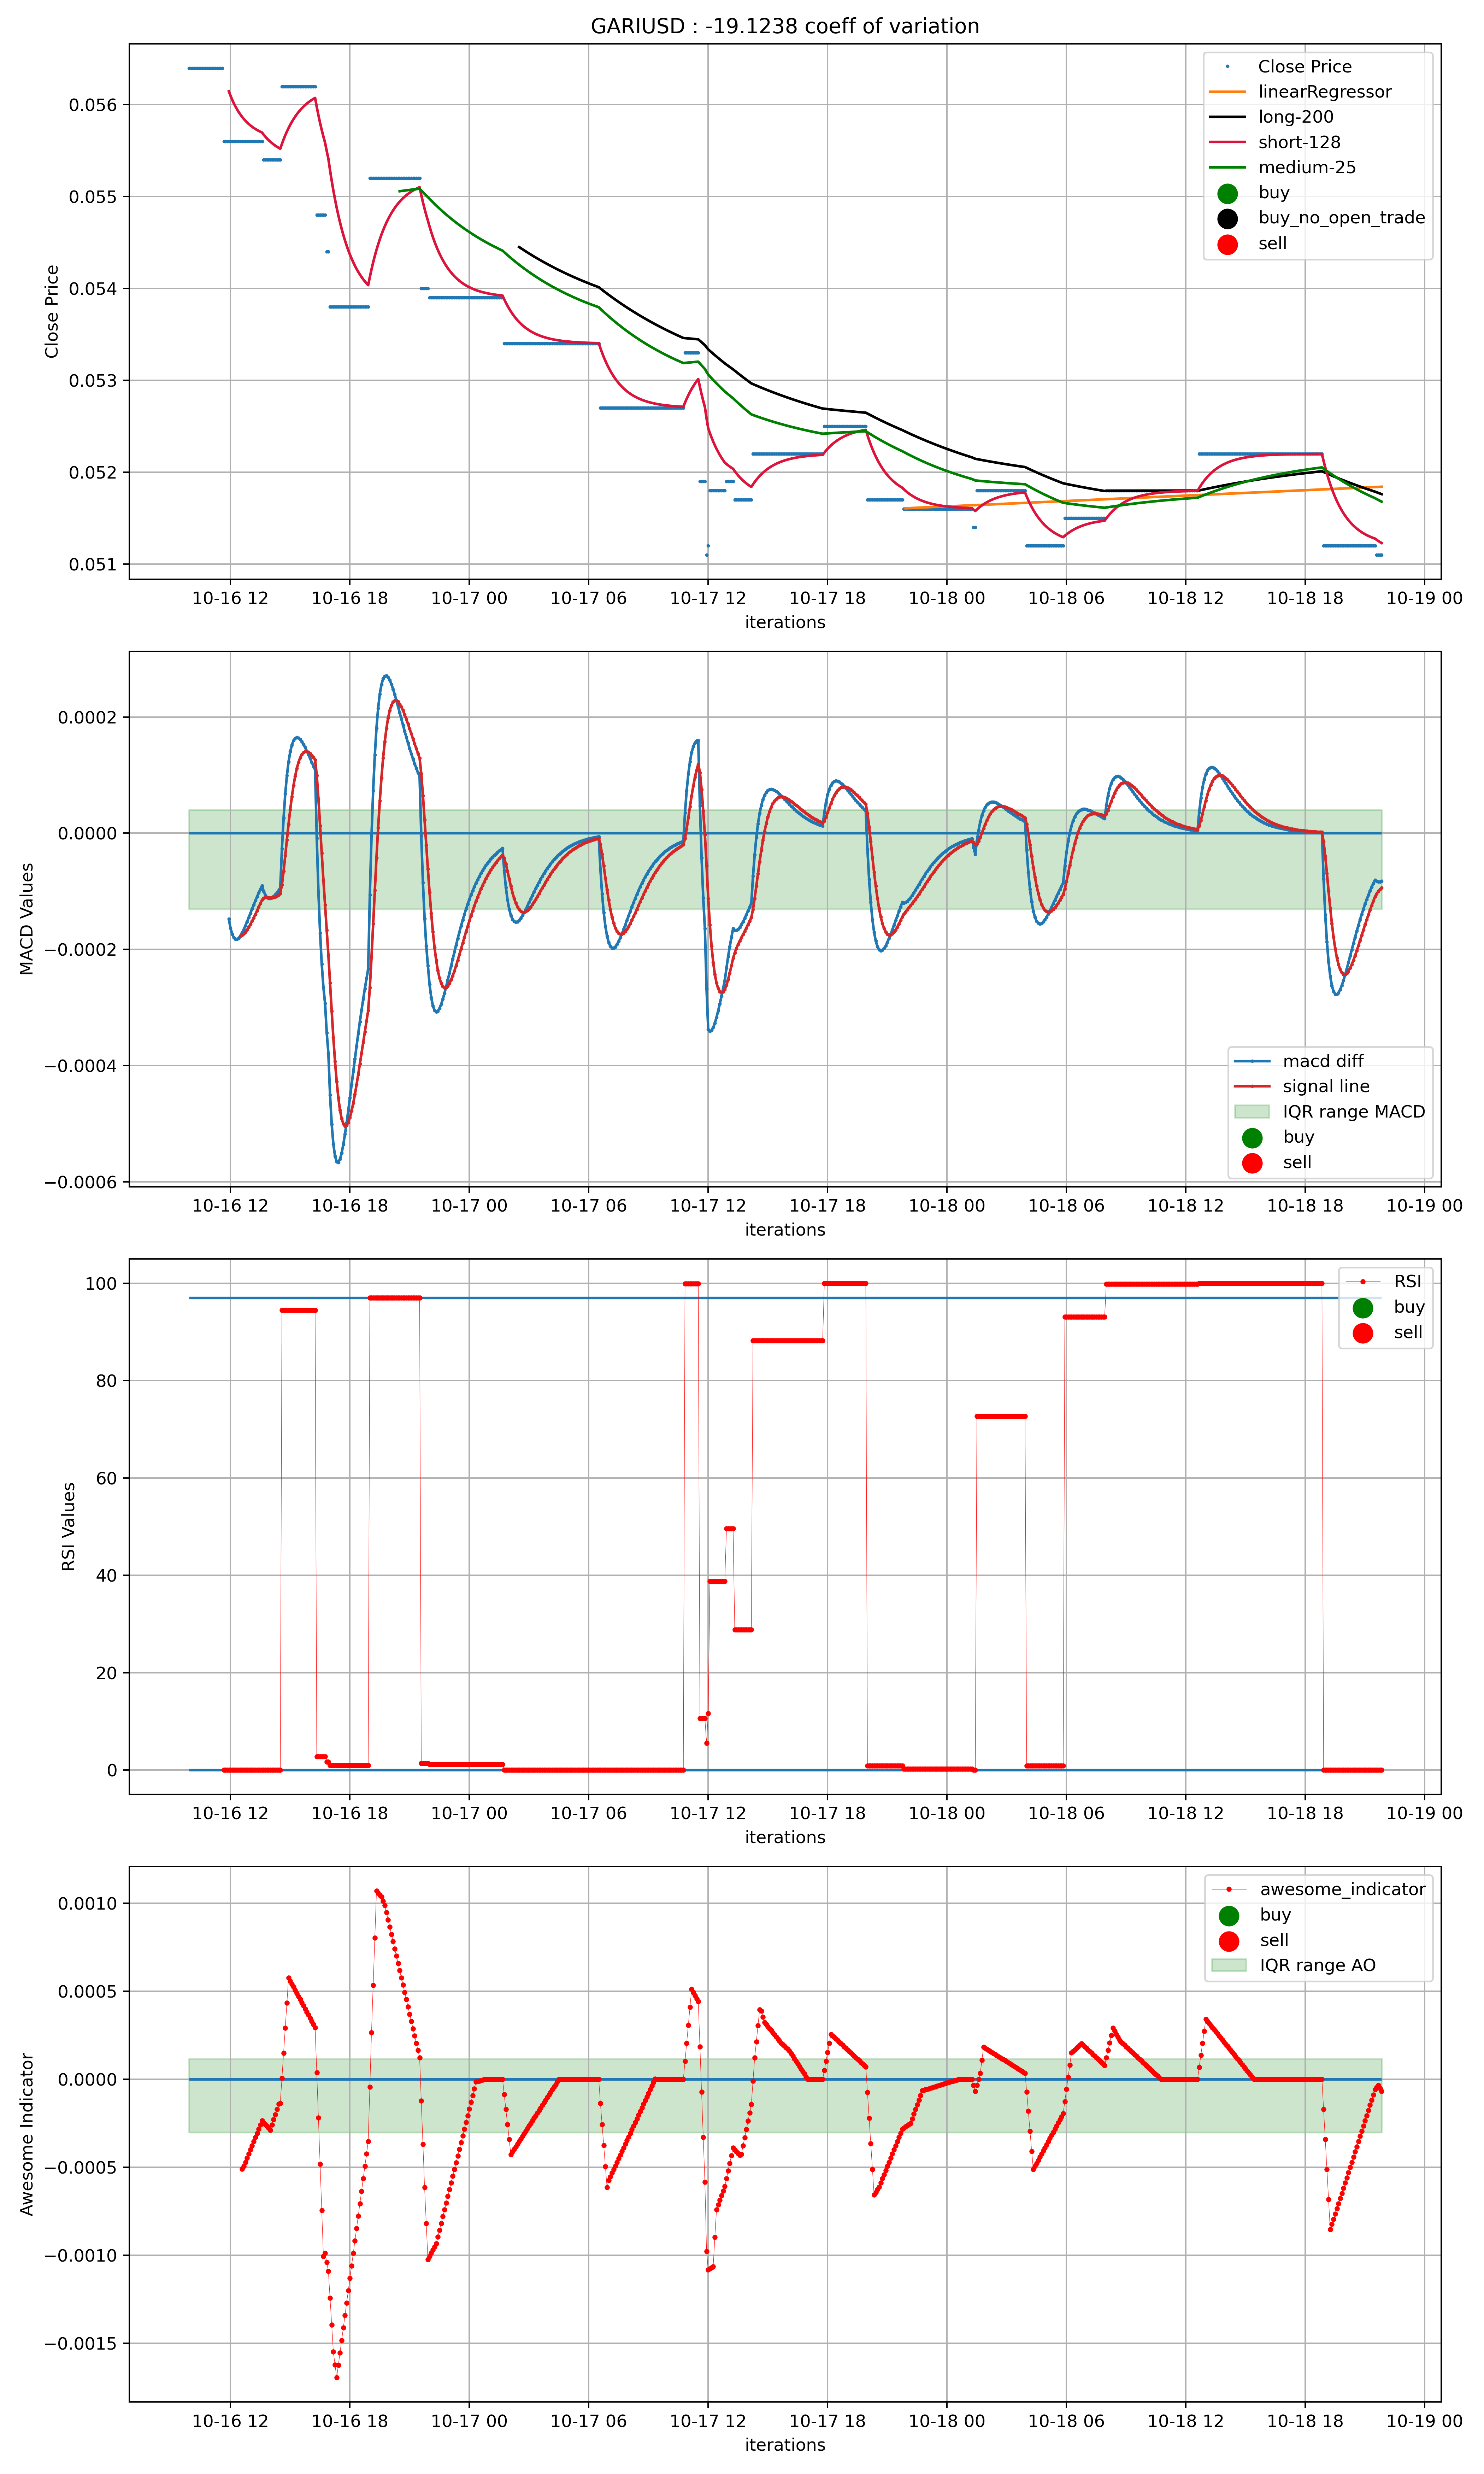 GARIUSD : -19.1238 coeff of variation
Close Price
linearRegressor
long-200
short-128
medium-25
buy
buy_no_open_trade
sell
0.056
0.055
0.054
0.053
0.052
0.051
Close Price
10-16 12 10-16 18 10-17 00 10-17 06 10-17 12 10-17 18 10-18 00 10-18 06 10-18 12 10-18 18 10-19 00
iterations
0.0002
0.0000
−0.0002
−0.0004
−0.0006
MACD Values
macd diff
signal line
IQR range MACD
buy
sell
10-16 12 10-16 18 10-17 00 10-17 06 10-17 12 10-17 18 10-18 00 10-18 06 10-18 12 10-18 18 10-19 00
iterations
RSI
buy
sell
100
80
60
40
20
0
RSI Values
10-16 12 10-16 18 10-17 00 10-17 06 10-17 12 10-17 18 10-18 00 10-18 06 10-18 12 10-18 18 10-19 00
iterations
awesome_indicator
buy
sell
IQR range AO
0.0010
0.0005
0.0000
−0.0005
−0.0010
−0.0015
Awesome Indicator
10-16 12 10-16 18 10-17 00 10-17 06 10-17 12 10-17 18 10-18 00 10-18 06 10-18 12 10-18 18 10-19 00
iterations